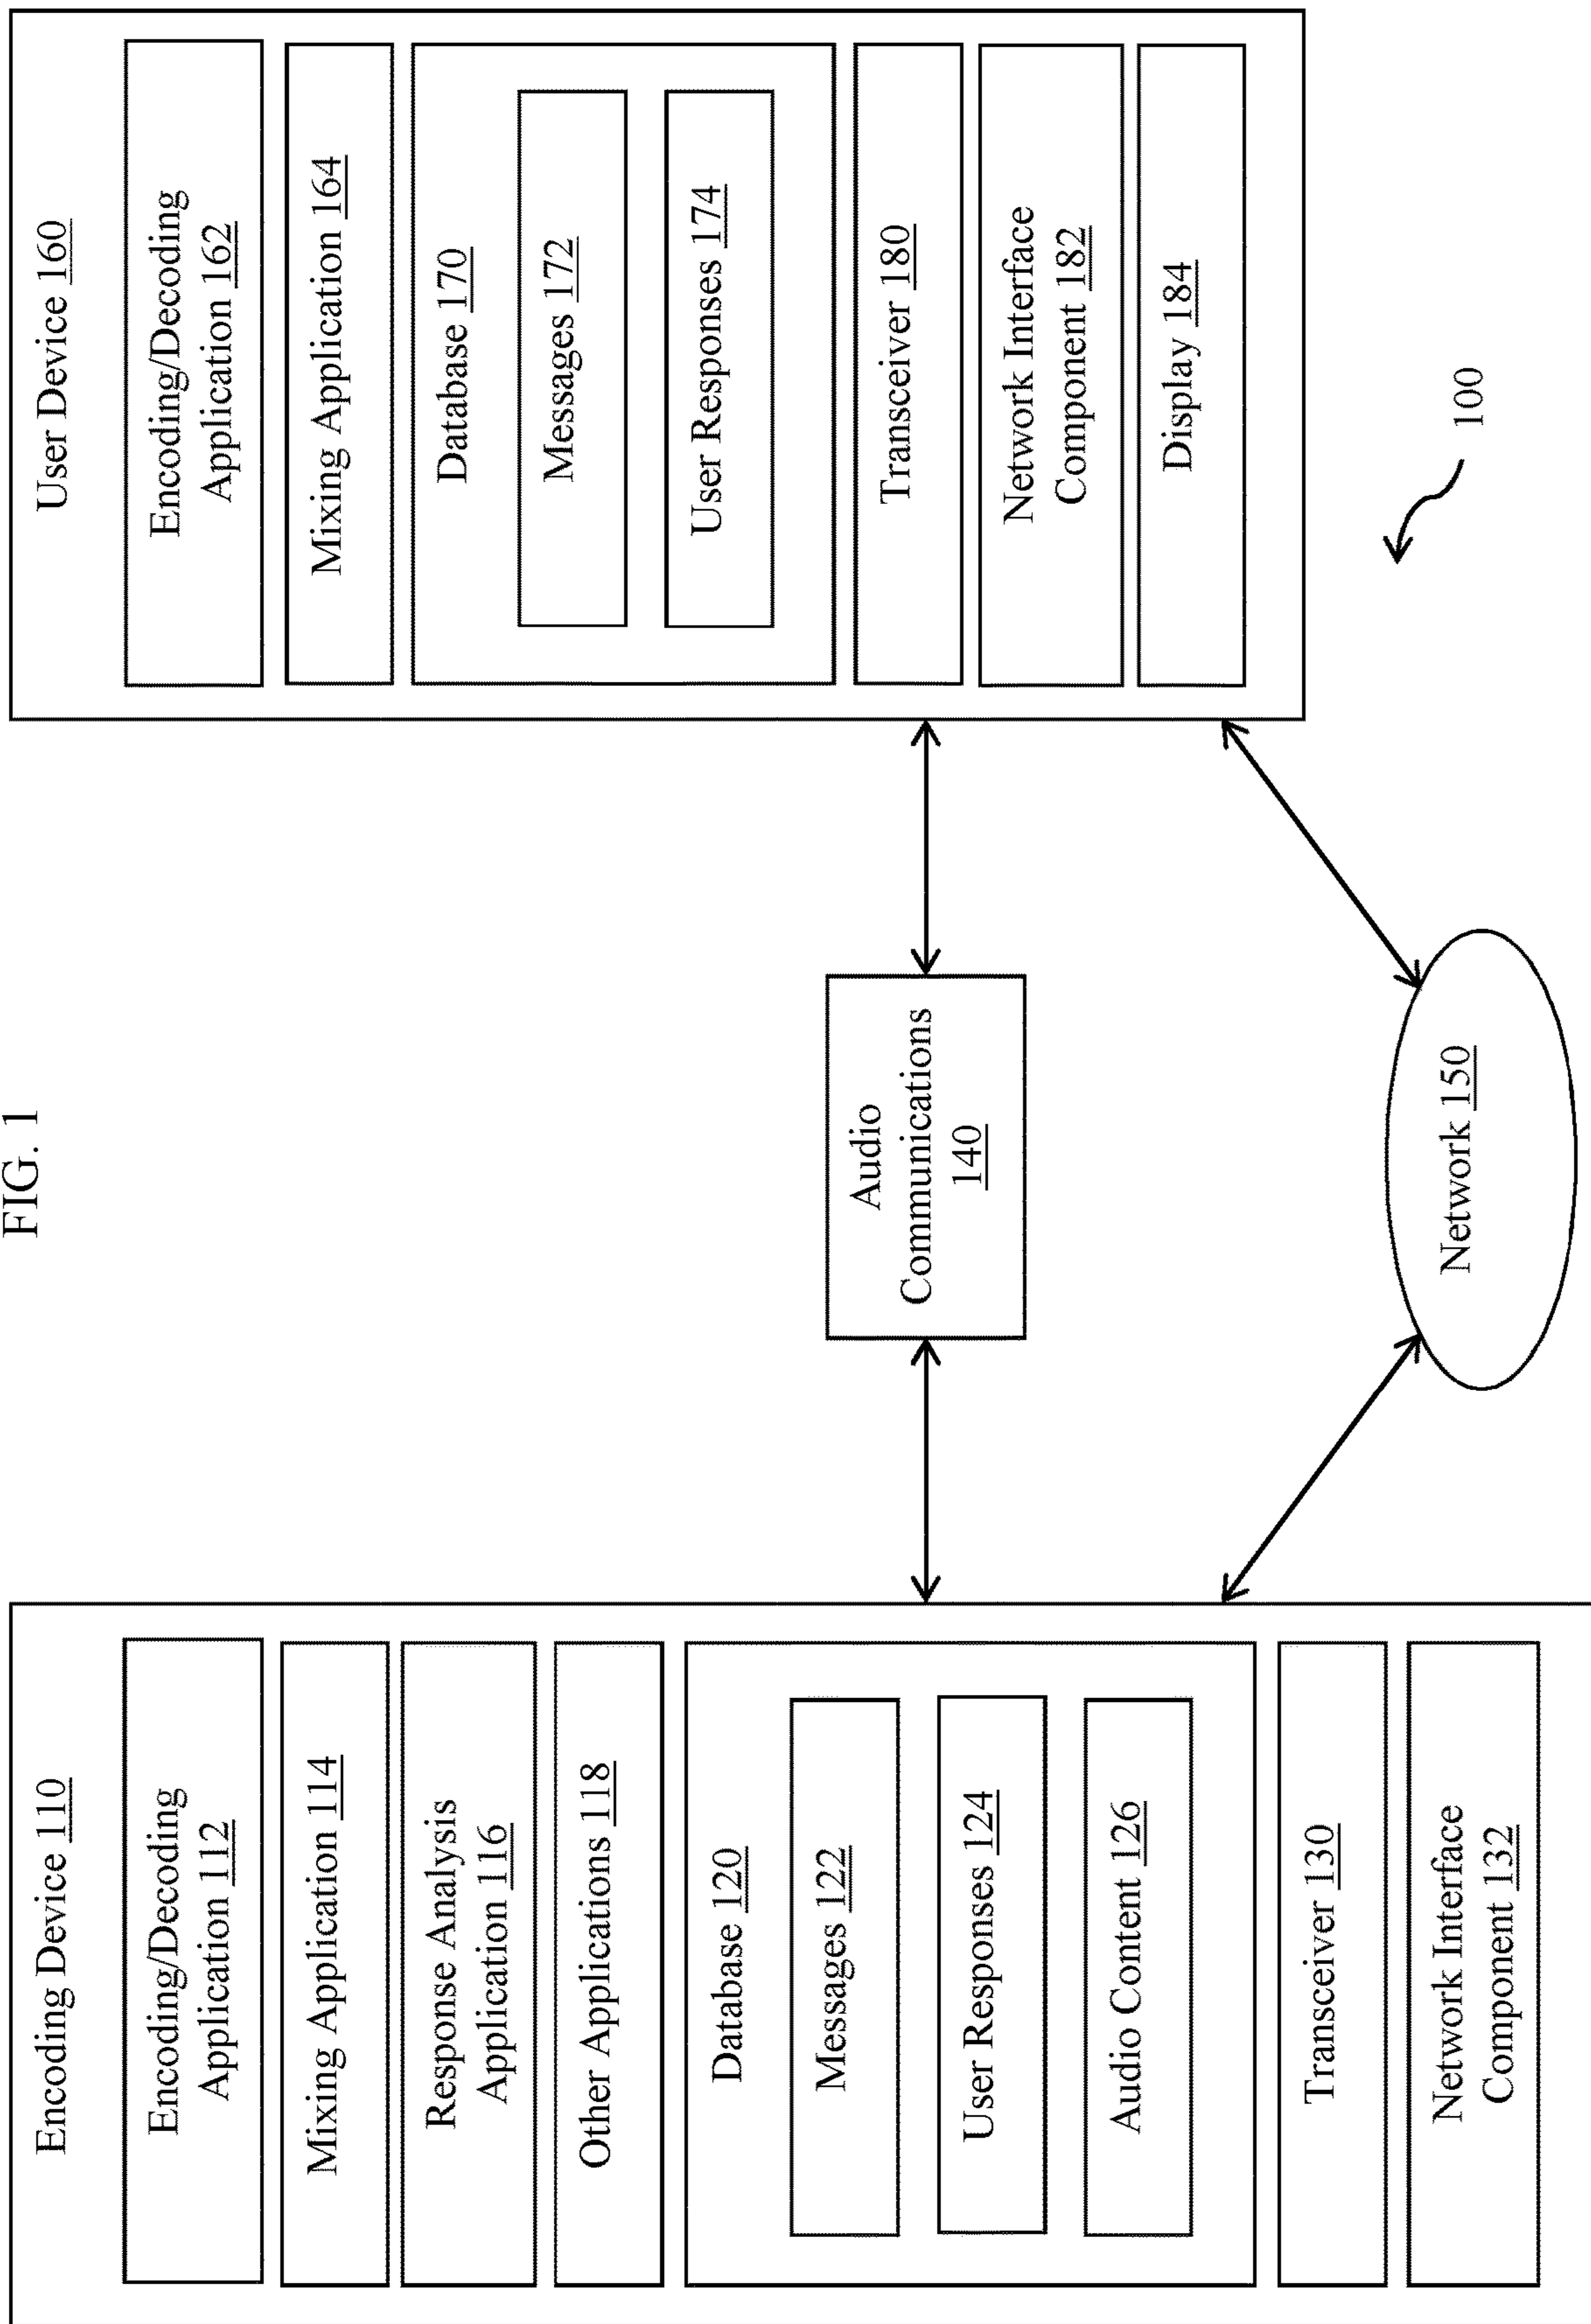 FIG. 1
Encoding Device 110
Encoding/Decoding
Application 112
Mixing Application 114
Response Analysis
Application 116
Other Applications 118
Database 120
Messages 122
User Responses 124
Audio Content 126
Transceiver 130
Network Interface
Component 132
Audio
Communications
140
Network 150
User Device 160
Encoding/Decoding
Application 162
Mixing Application 164
Database 170
Messages 172
User Responses 174
Transceiver 180
Network Interface
Component 182
Display 184
100